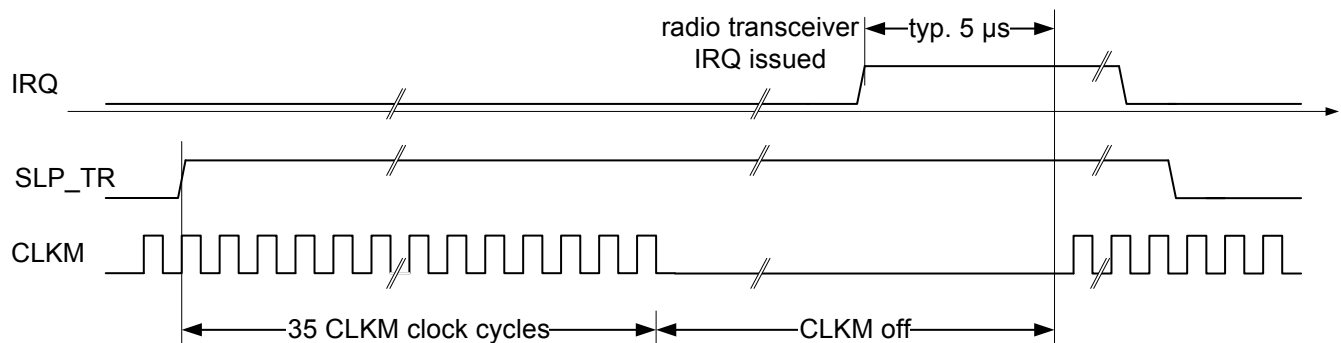 radio transceiver
IRQ issued
typ. 5 µs
IRQ
SLP_TR
CLKM
35 CLKM clock cycles
CLKM off